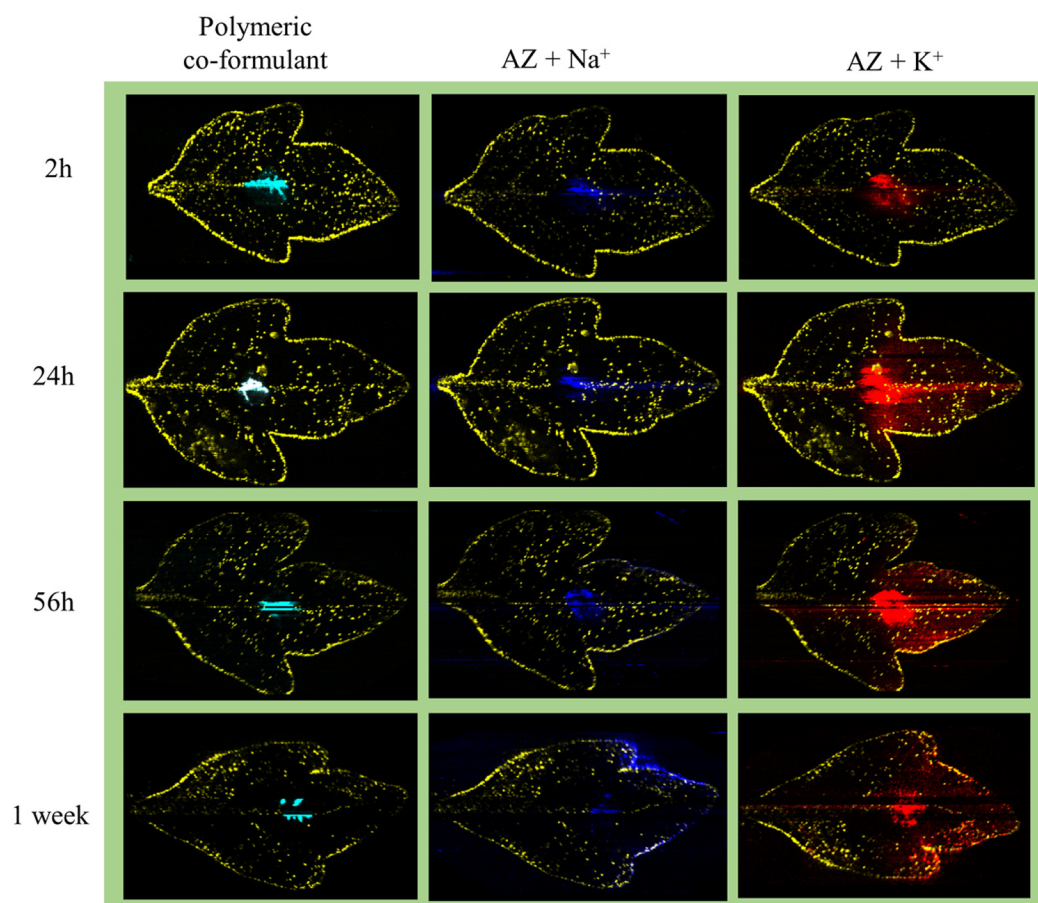 Polymeric
co-formulant
AZ + Na⁺
AZ + K⁺
2h
24h
56h
1 week